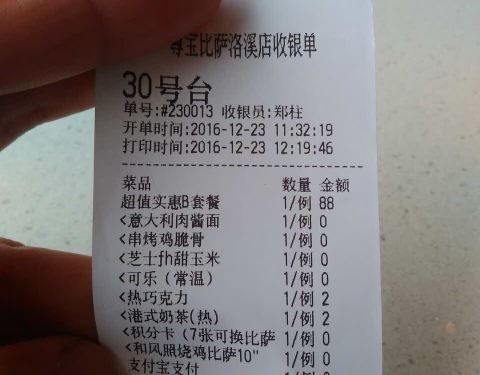 尊宝比萨洛溪店收银单
30号台
单号:#230013 收银员:郑柱
开单时间:2016-12-23 11:32:19
打印时间:2016-12-23 12:19:46
菜品 数量 金额
超值实惠B套餐 1/例 88
<意大利肉酱面 1/例 0
<串烤鸡脆骨 1/例 0
<芝士fh甜玉米 1/例 0
<可乐（常温） 1/例 0
<热巧克力 1/例 2
<港式奶茶(热) 1/例 2
<积分卡（7张可换比萨 1/例 0
<和风照烧鸡比萨10" 1/例 0
支付宝支付